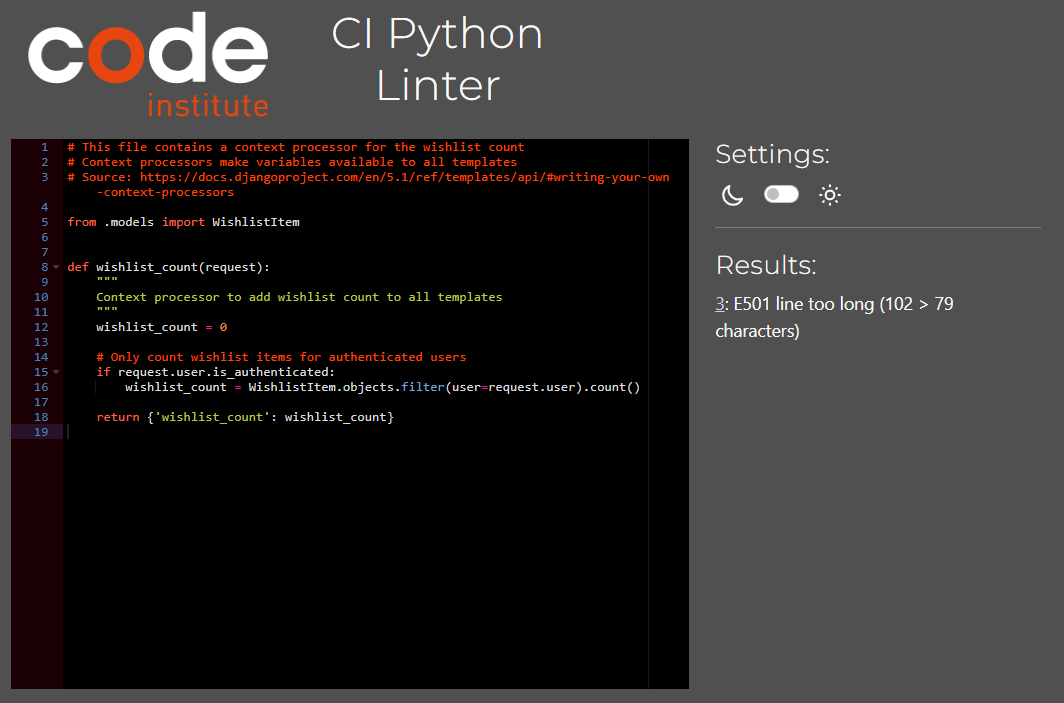 code
institute
CI Python
Linter
1 # This file contains a context processor for the wishlist count
2 # Context processors make variables available to all templates
3 # Source: https://docs.djangoproject.com/en/5.1/ref/templates/api/#writing-your-own
-context-processors
4
5 from .models import WishlistItem
6
7
8 def wishlist_count(request):
9 """
10 Context processor to add wishlist count to all templates
11 """
12 wishlist_count = 0
13
14 # Only count wishlist items for authenticated users
15 if request.user.is_authenticated:
16 wishlist_count = WishlistItem.objects.filter(user=request.user).count()
17
18 return {'wishlist_count': wishlist_count}
19
Settings:
Results:
3: E501 line too long (102 > 79
characters)